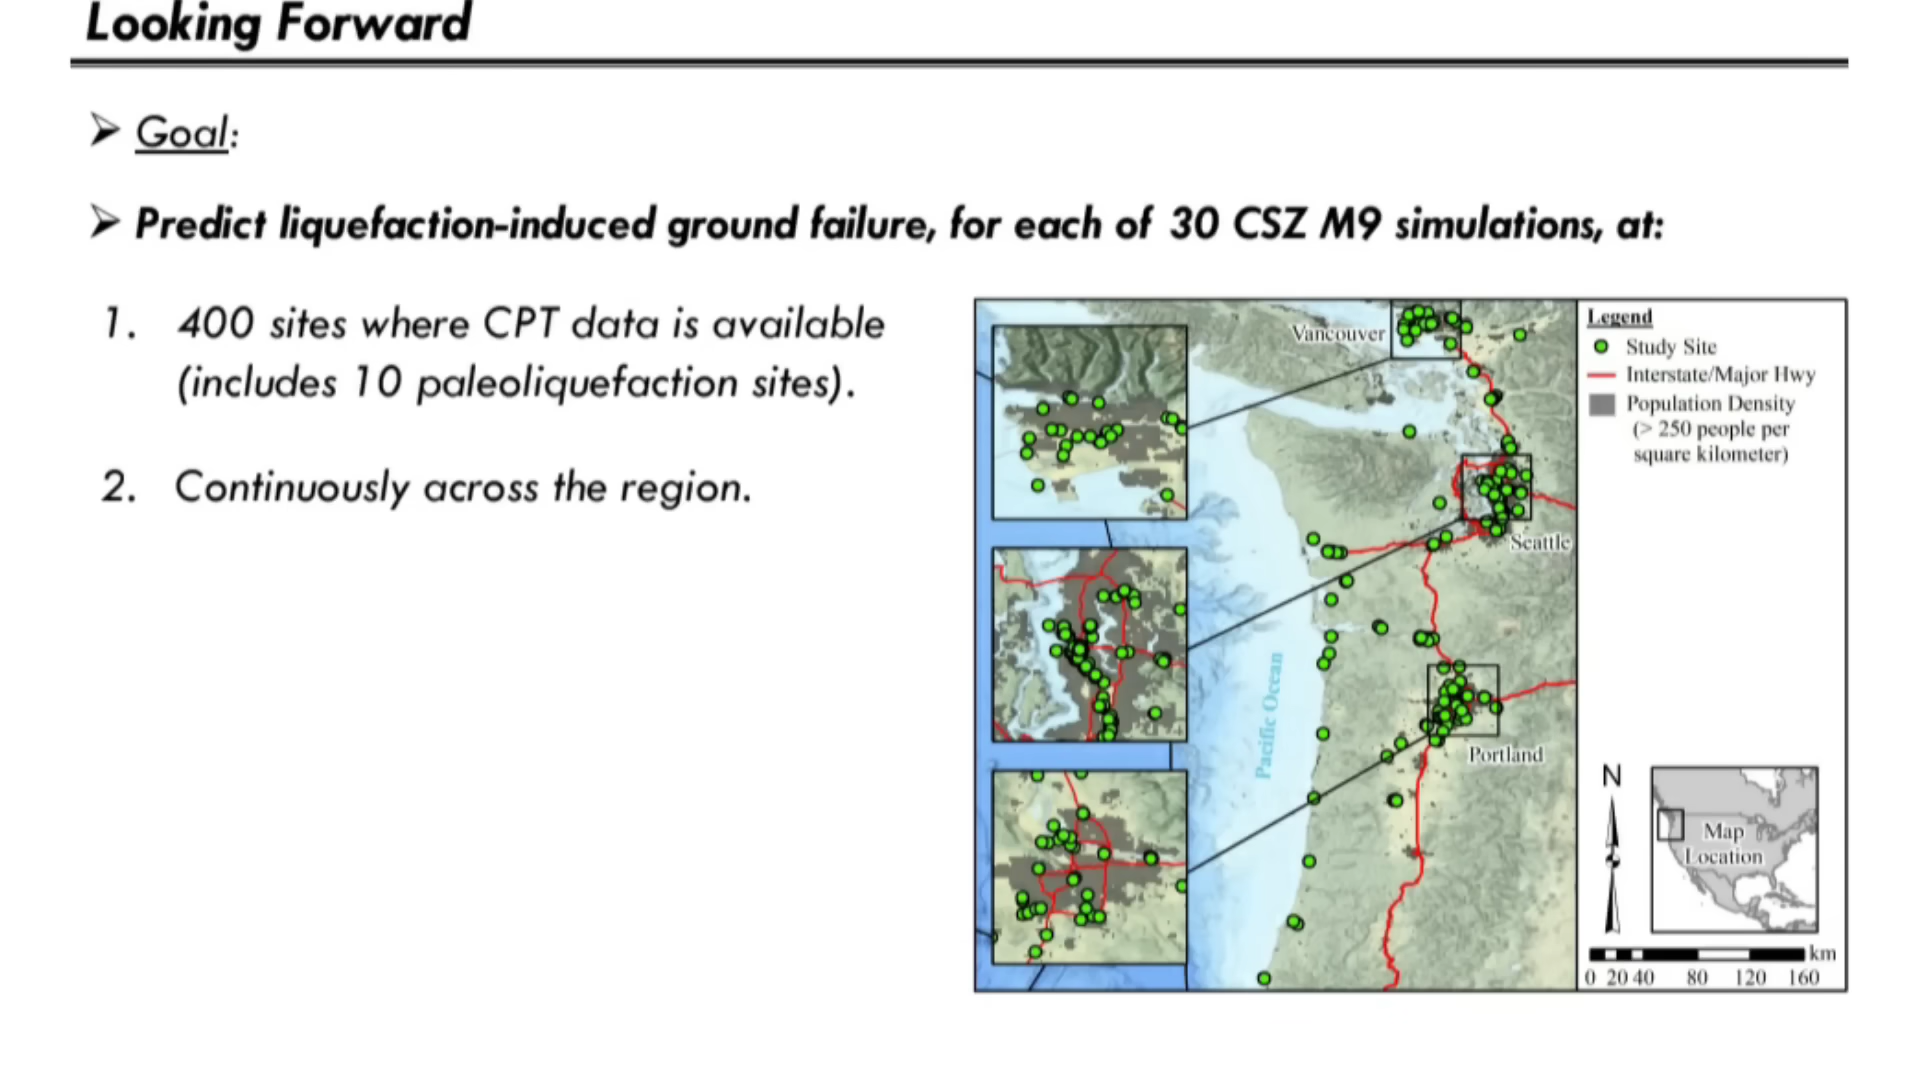 Looking Forward
➢ Goal:
➢ Predict liquefaction-induced ground failure, for each of 30 CSZ M9 simulations, at:
1. 400 sites where CPT data is available
(includes 10 paleoliquefaction sites).
2. Continuously across the region.
Vancouver
Seattle
Pacific Ocean
Portland
Legend
Study Site
Interstate/Major Hwy
Population Density
(> 250 people per
square kilometer)
N
Map
Location
km
0 20 40 80 120 160